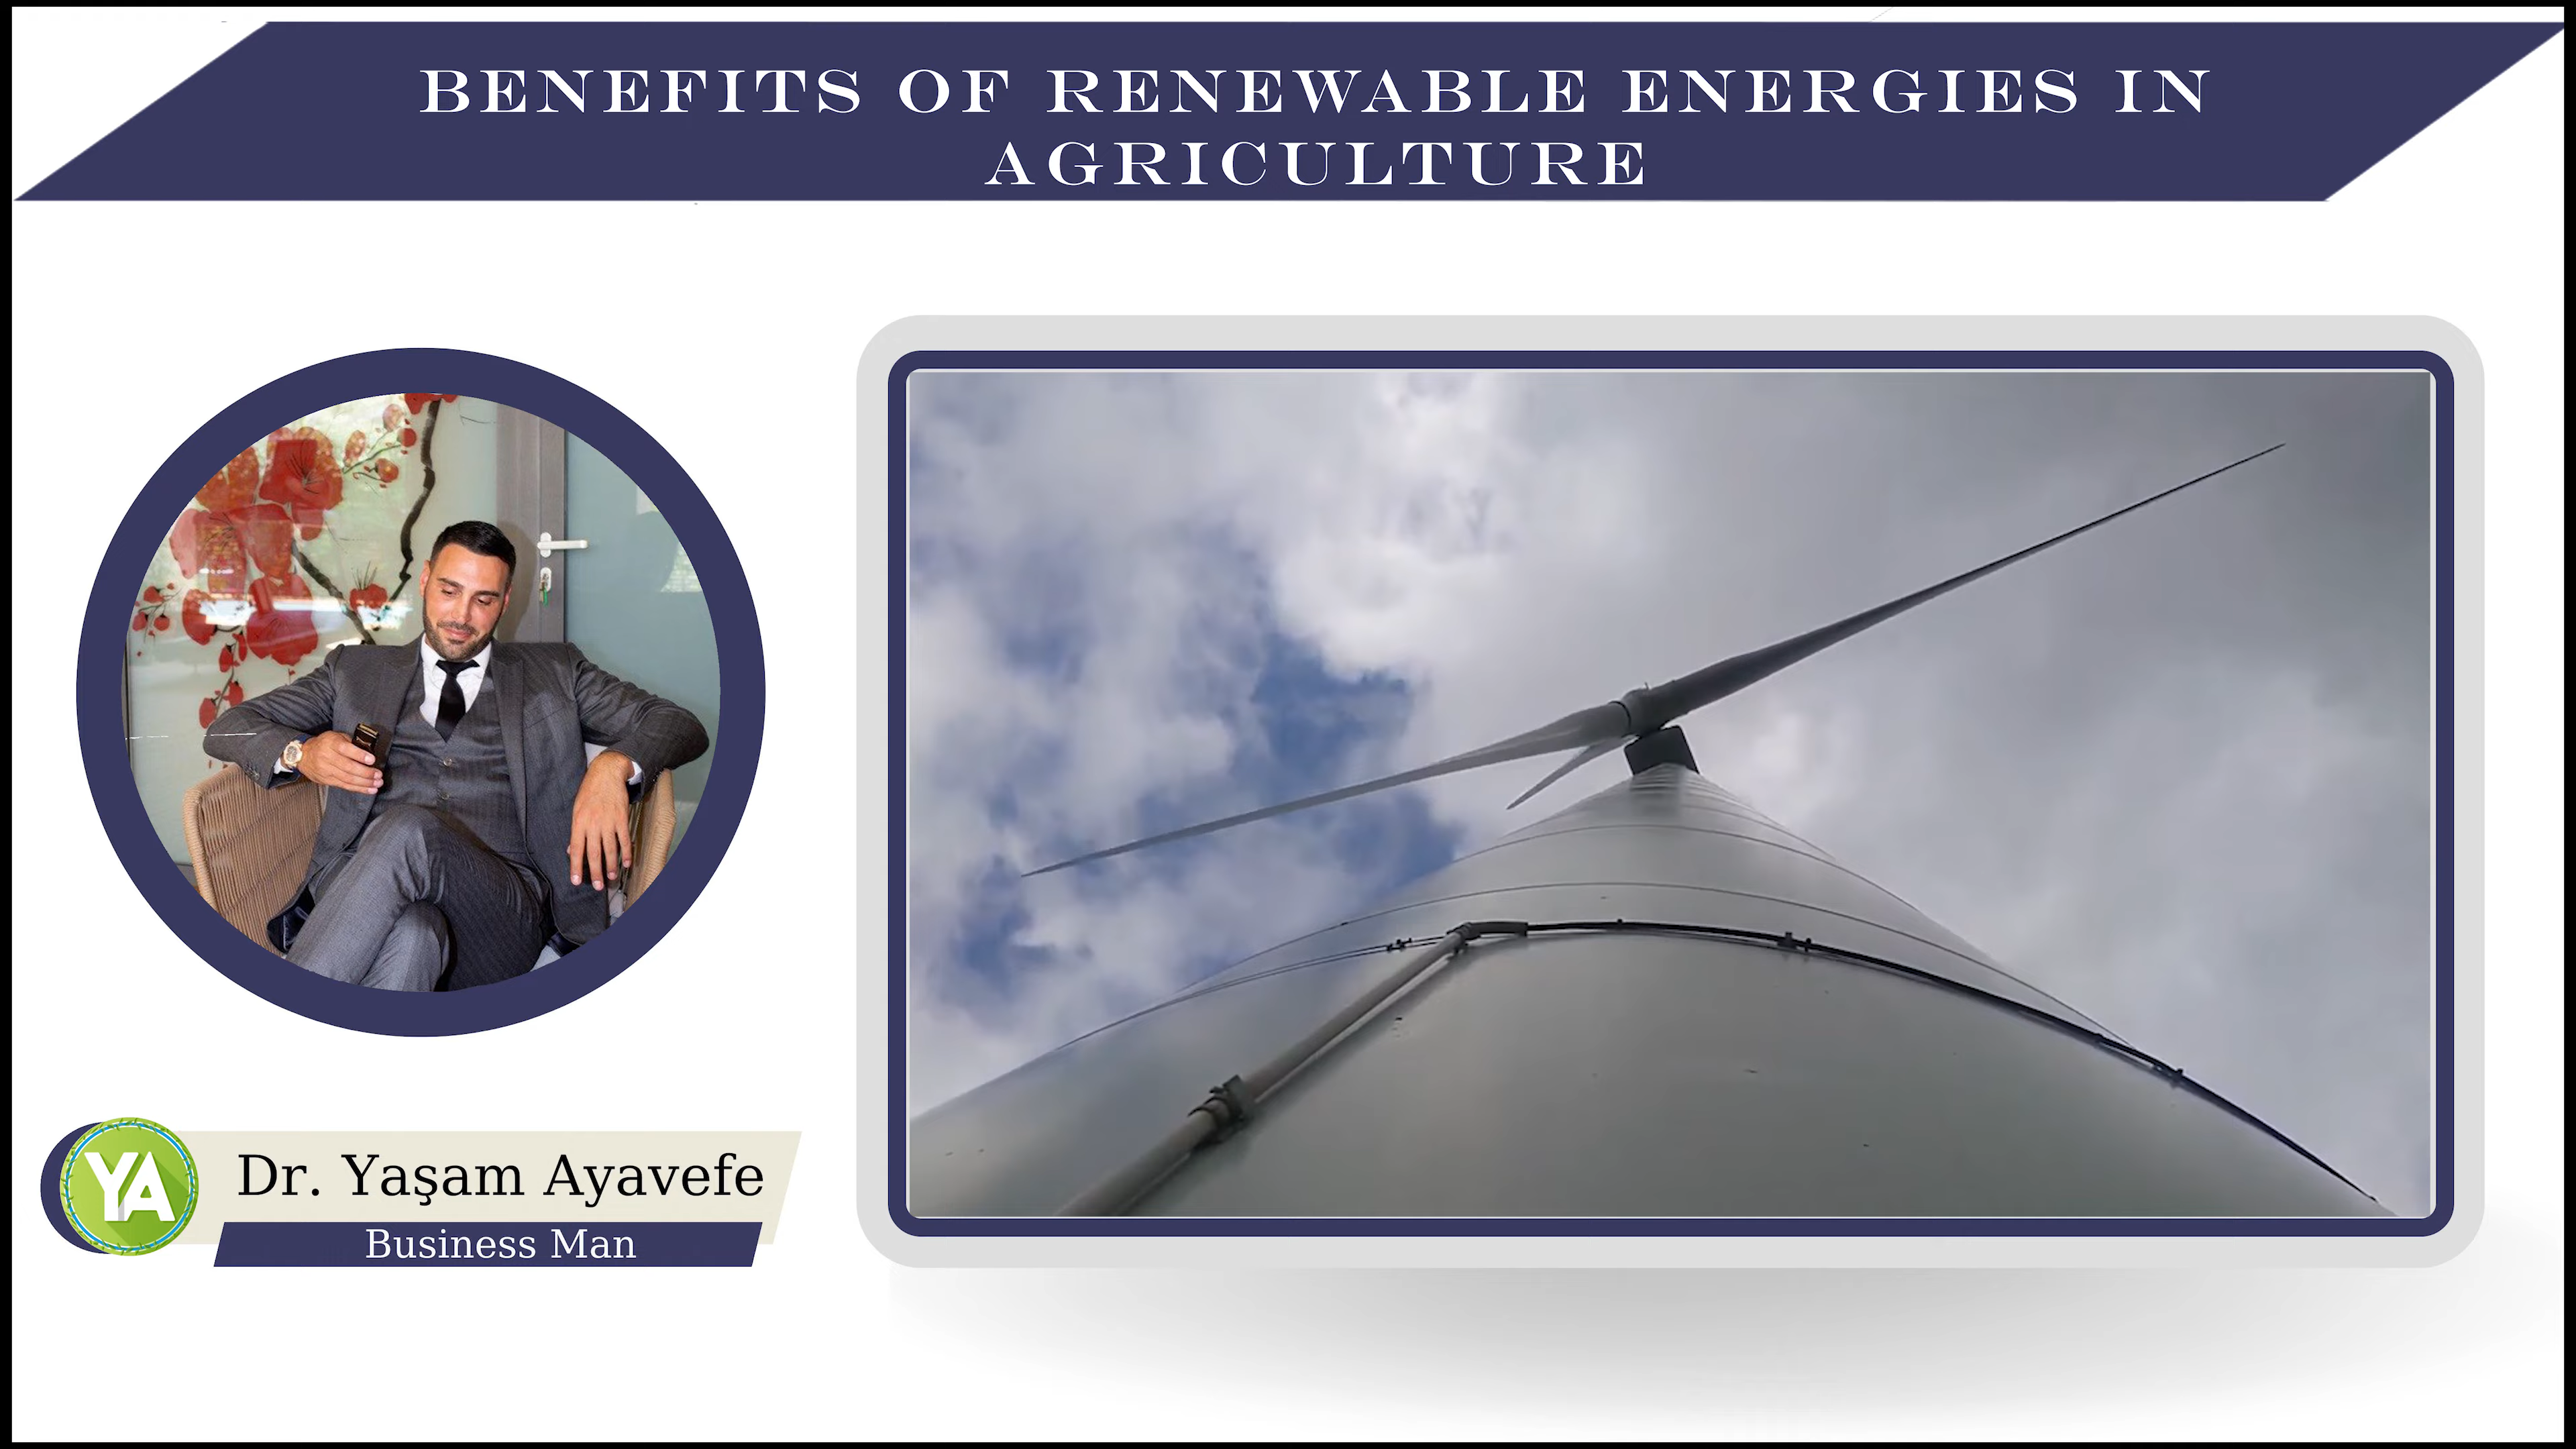 BENEFITS OF RENEWABLE ENERGIES IN
AGRICULTURE
YA
Dr. Yaşam Ayavefe
Business Man